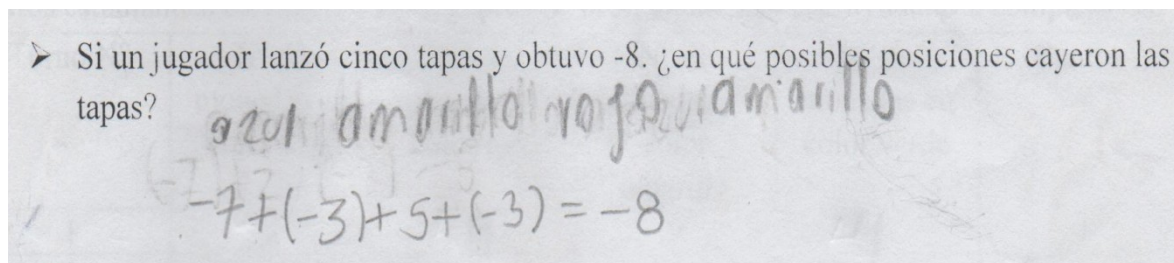 ➤ Si un jugador lanzó cinco tapas y obtuvo -8. ¿en qué posibles posiciones cayeron las
tapas?
azul amarillo rojo amarillo
-7+(-3)+5+(-3) = -8